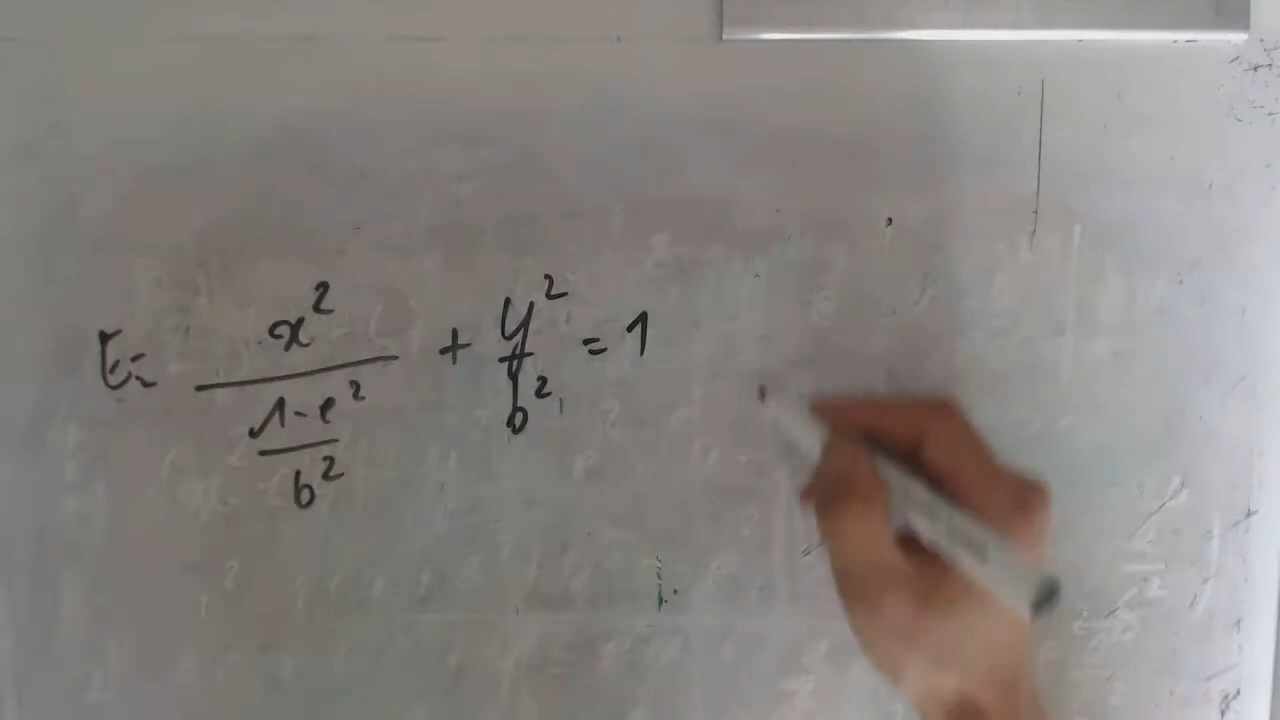 E: x²/((1-e²)/b²) + y²/b² = 1